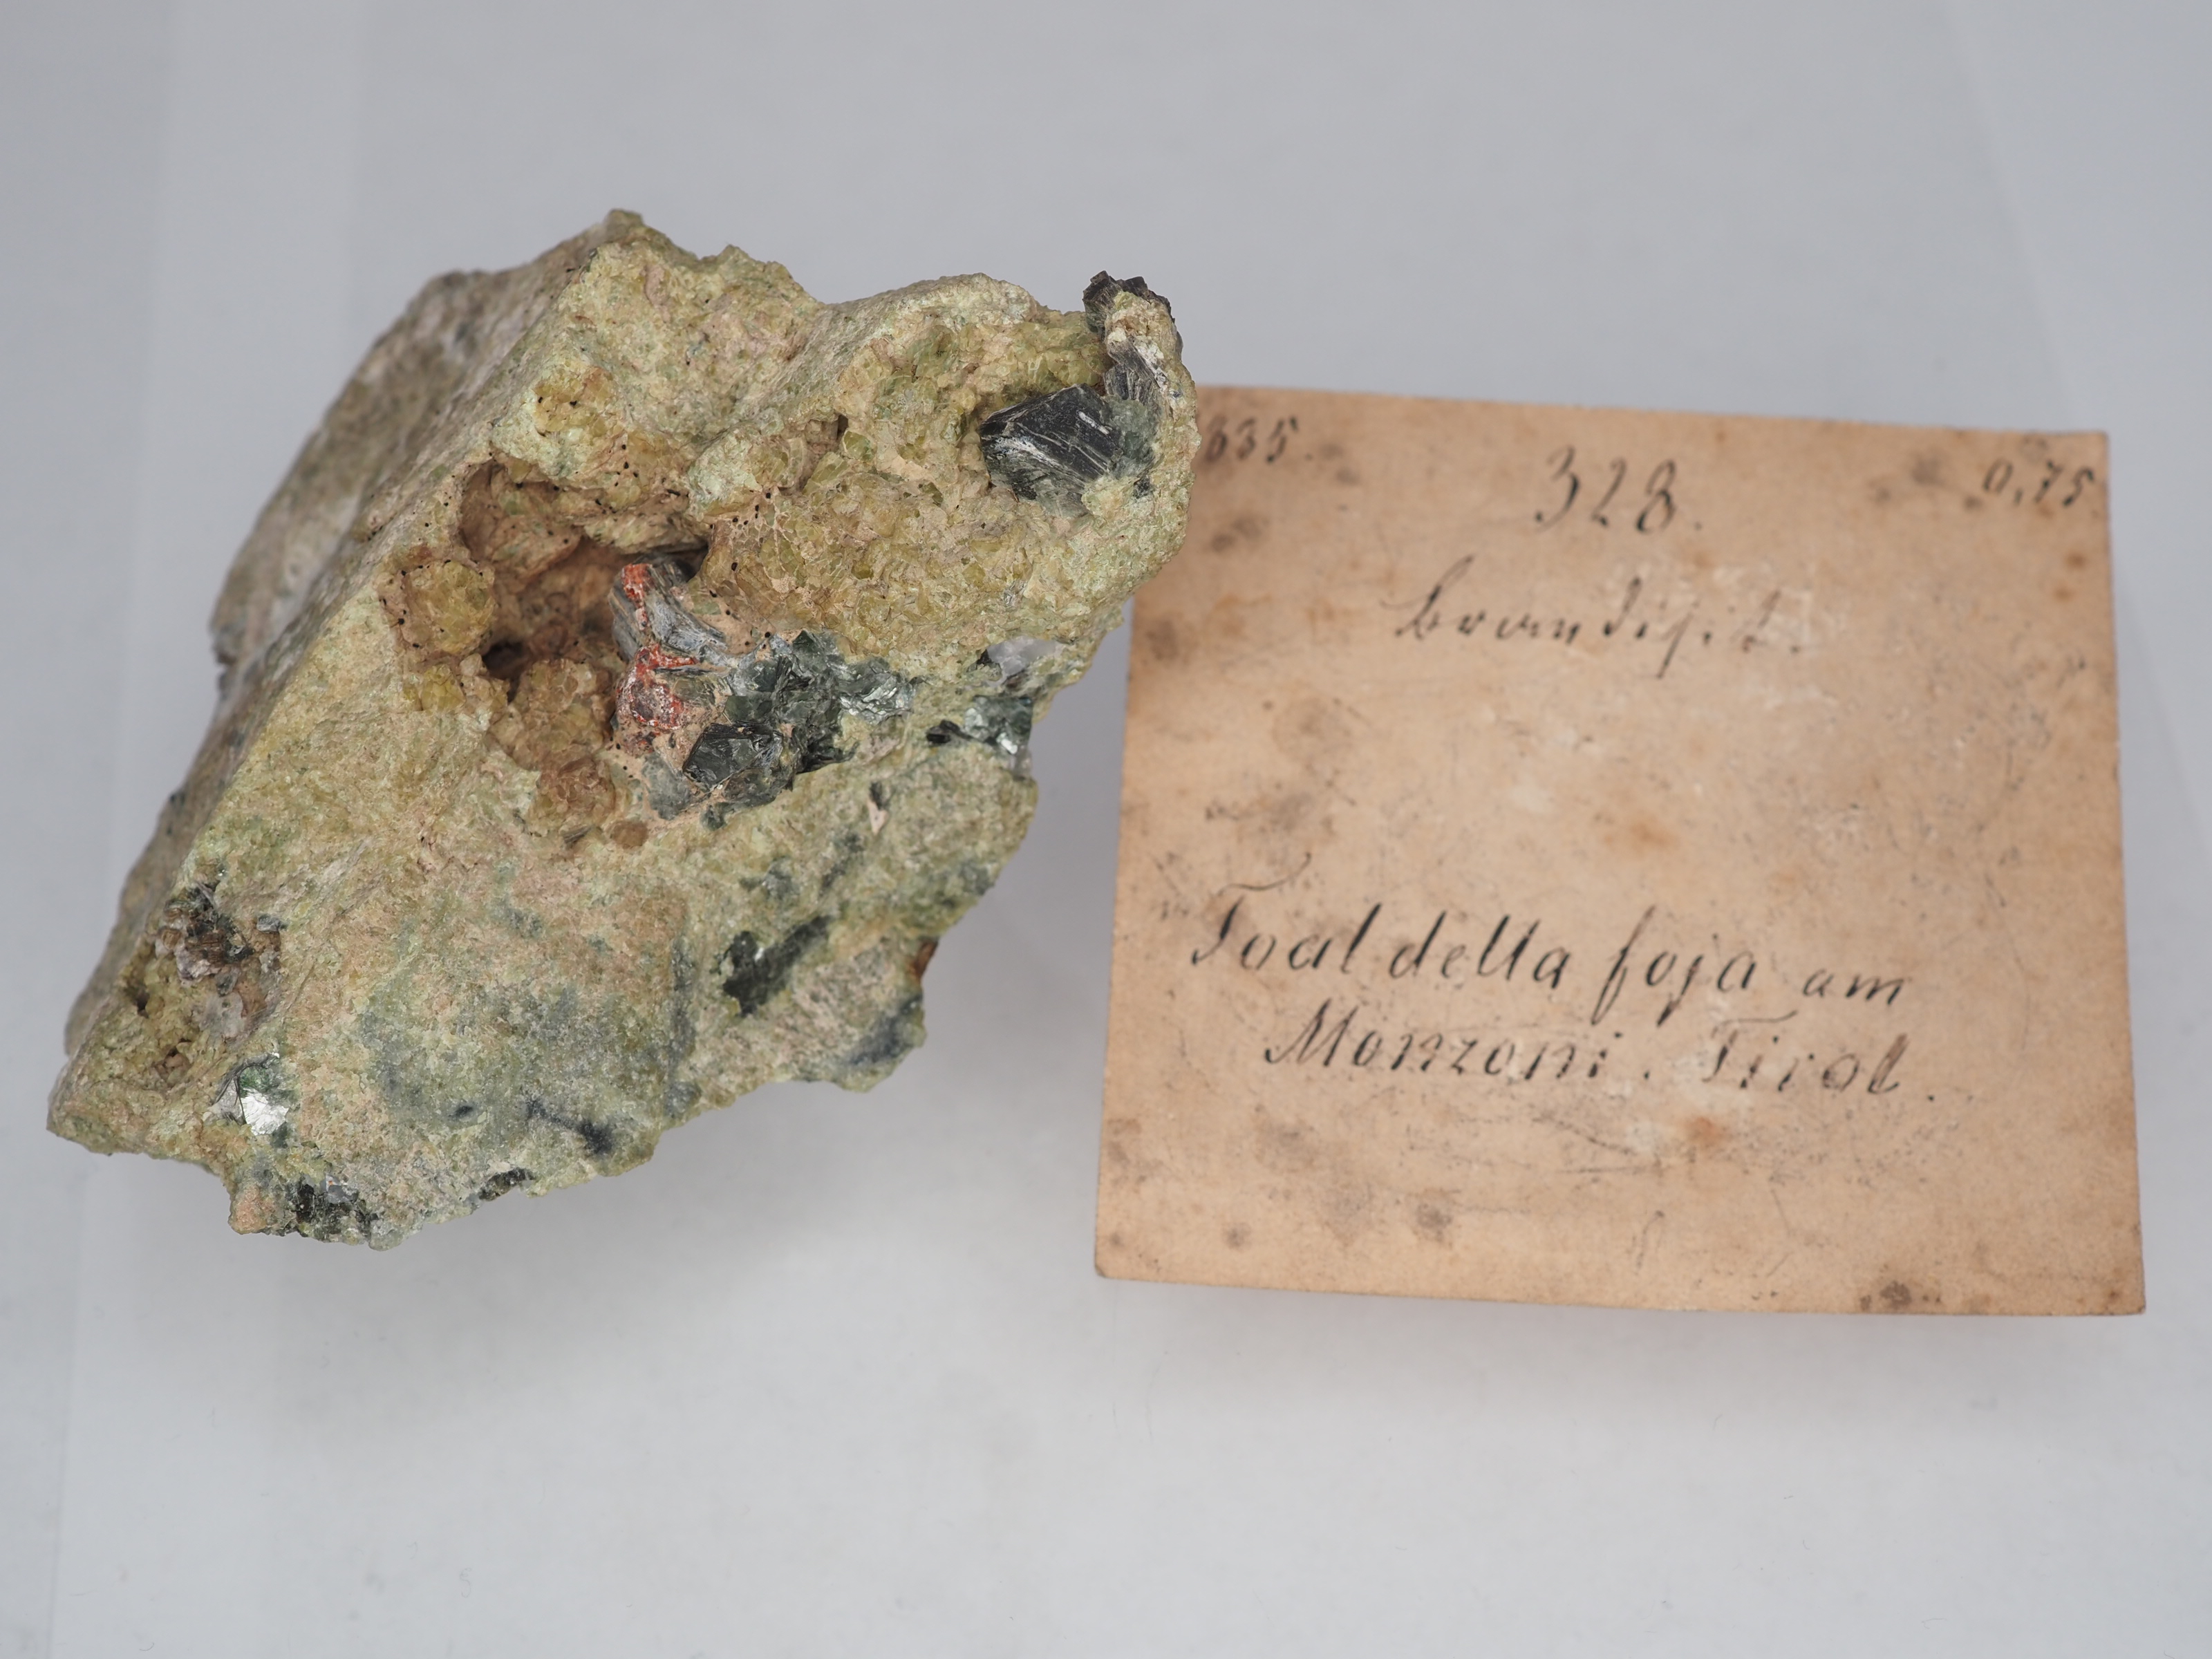 635.
328.
0,75
Brandisit.
Toal della foja am
Monzoni. Tirol.